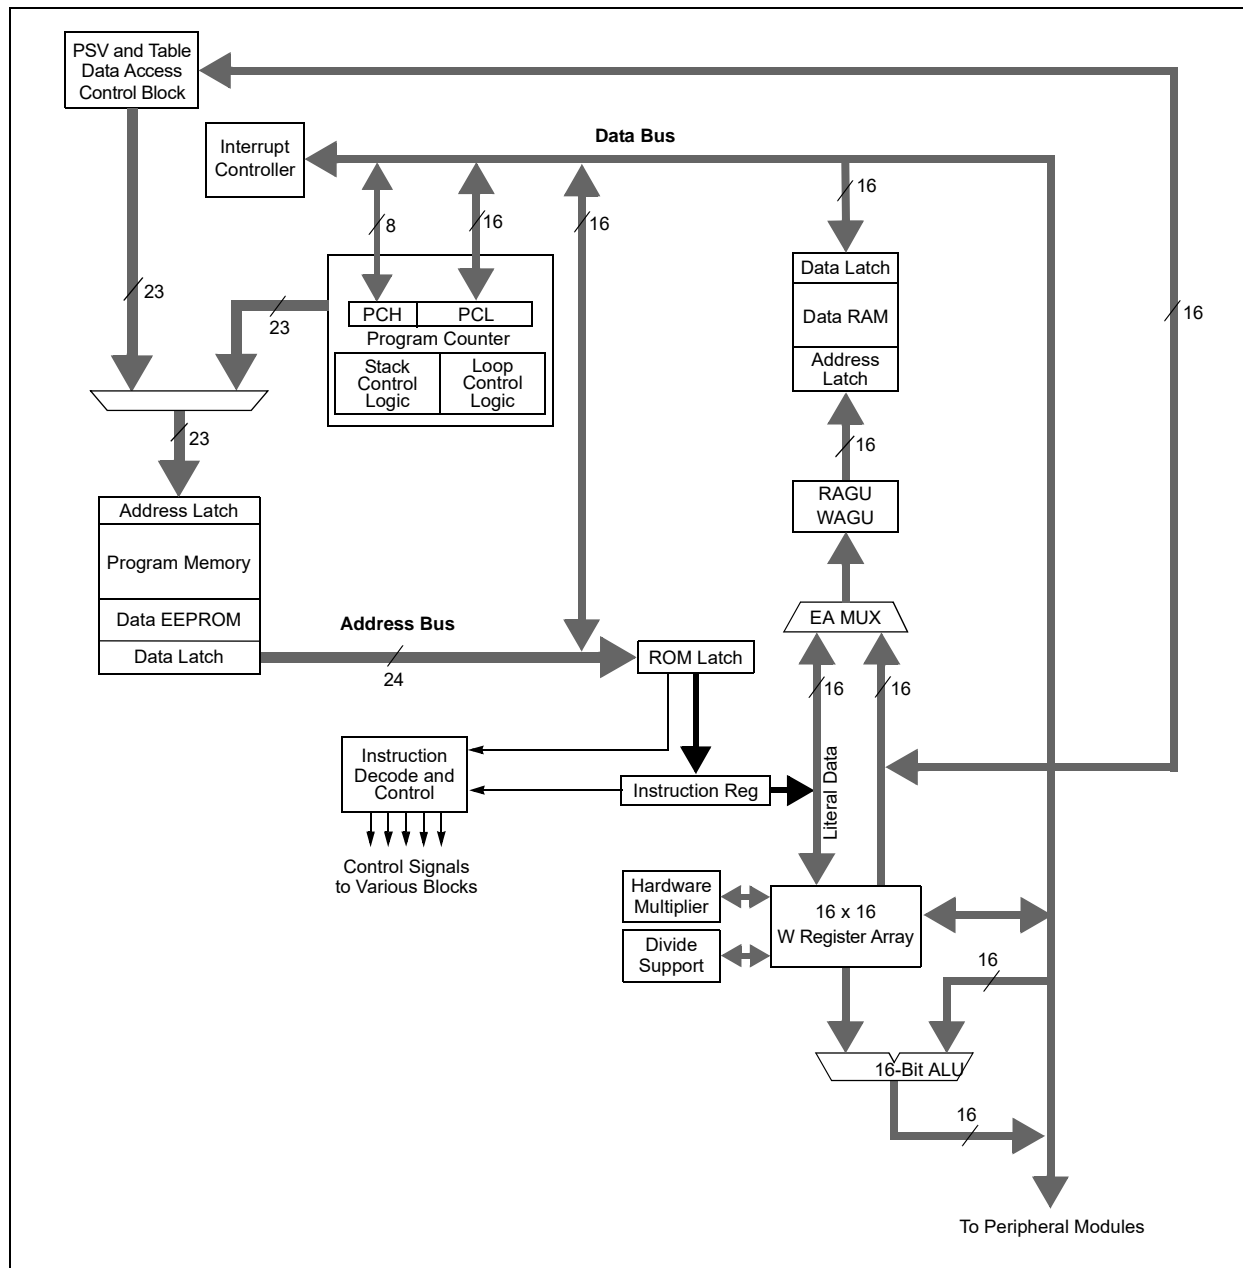 PSV and Table
Data Access
Control Block
Interrupt
Controller
Data Bus
16
8
16
16
16
23
23
PCH
PCL
Program Counter
Stack
Control
Logic
Loop
Control
Logic
Data Latch
Data RAM
Address
Latch
23
16
RAGU
WAGU
Address Latch
Program Memory
Data EEPROM
Data Latch
Address Bus
24
EA MUX
ROM Latch
16
16
Instruction
Decode and
Control
Instruction Reg
Literal Data
Control Signals
to Various Blocks
Hardware
Multiplier
Divide
Support
16 x 16
W Register Array
16
16-Bit ALU
16
To Peripheral Modules